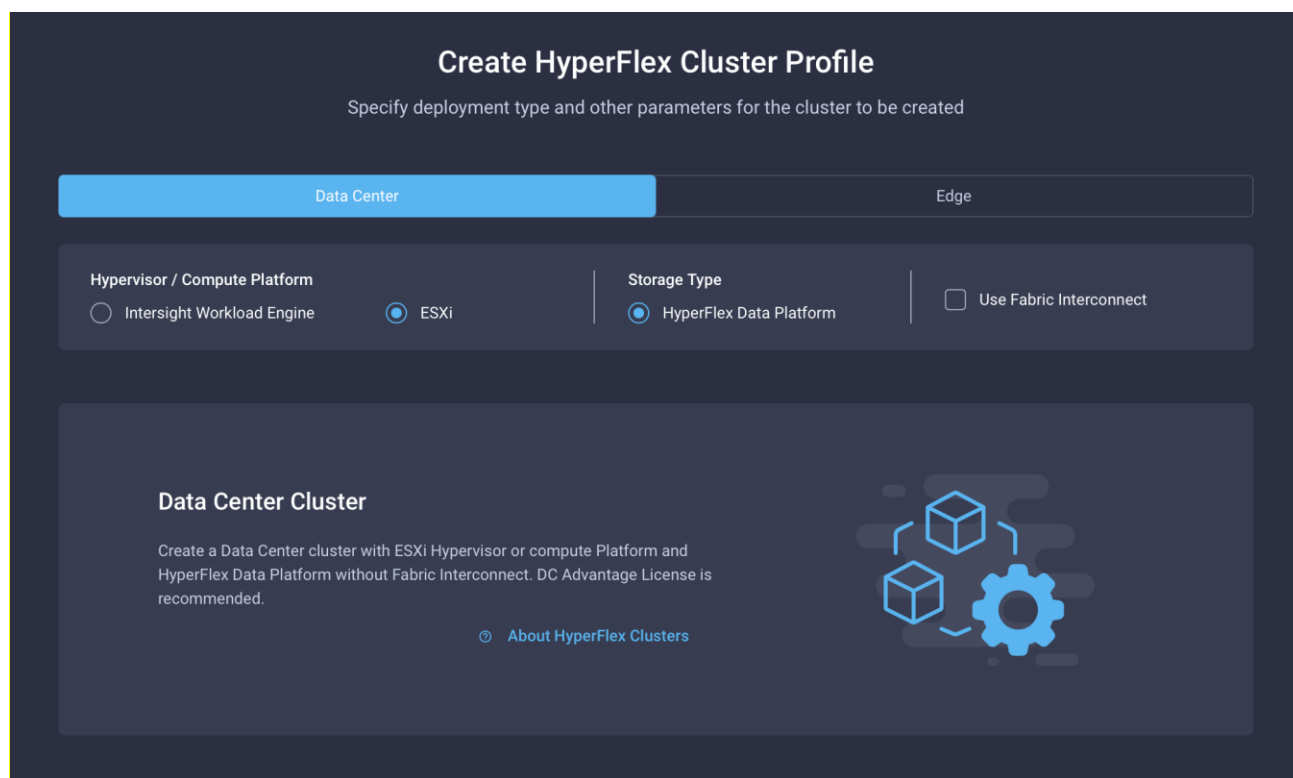 Create HyperFlex Cluster Profile
Specify deployment type and other parameters for the cluster to be created
Data Center
Edge
Hypervisor / Compute Platform
Intersight Workload Engine
ESXi
Storage Type
HyperFlex Data Platform
Use Fabric Interconnect
Data Center Cluster
Create a Data Center cluster with ESXi Hypervisor or compute Platform and
HyperFlex Data Platform without Fabric Interconnect. DC Advantage License is
recommended.
About HyperFlex Clusters